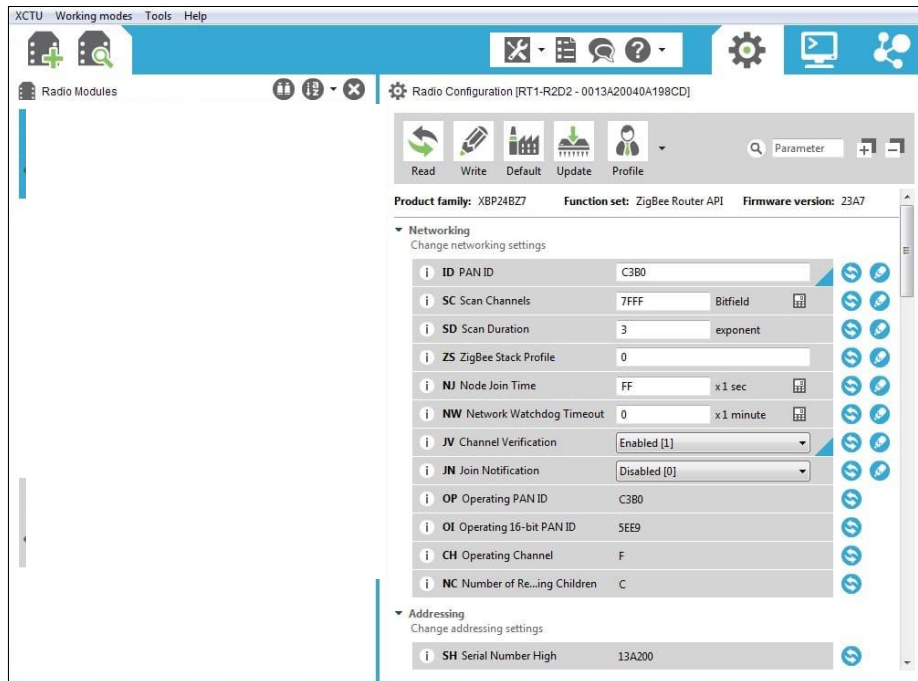 XCTU Working modes Tools Help
Radio Modules
Radio Configuration [RT1-R2D2 - 0013A20040A198CD]
Read Write Default Update Profile
Parameter
Product family: XBP24BZ7 Function set: ZigBee Router API Firmware version: 23A7
Networking
Change networking settings
i ID PAN ID C3B0
i SC Scan Channels 7FFF Bitfield
i SD Scan Duration 3 exponent
i ZS ZigBee Stack Profile 0
i NJ Node Join Time FF x 1 sec
i NW Network Watchdog Timeout 0 x 1 minute
i JV Channel Verification Enabled [1]
i JN Join Notification Disabled [0]
i OP Operating PAN ID C3B0
i OI Operating 16-bit PAN ID 5EE9
i CH Operating Channel F
i NC Number of Re...ing Children C
Addressing
Change addressing settings
i SH Serial Number High 13A200